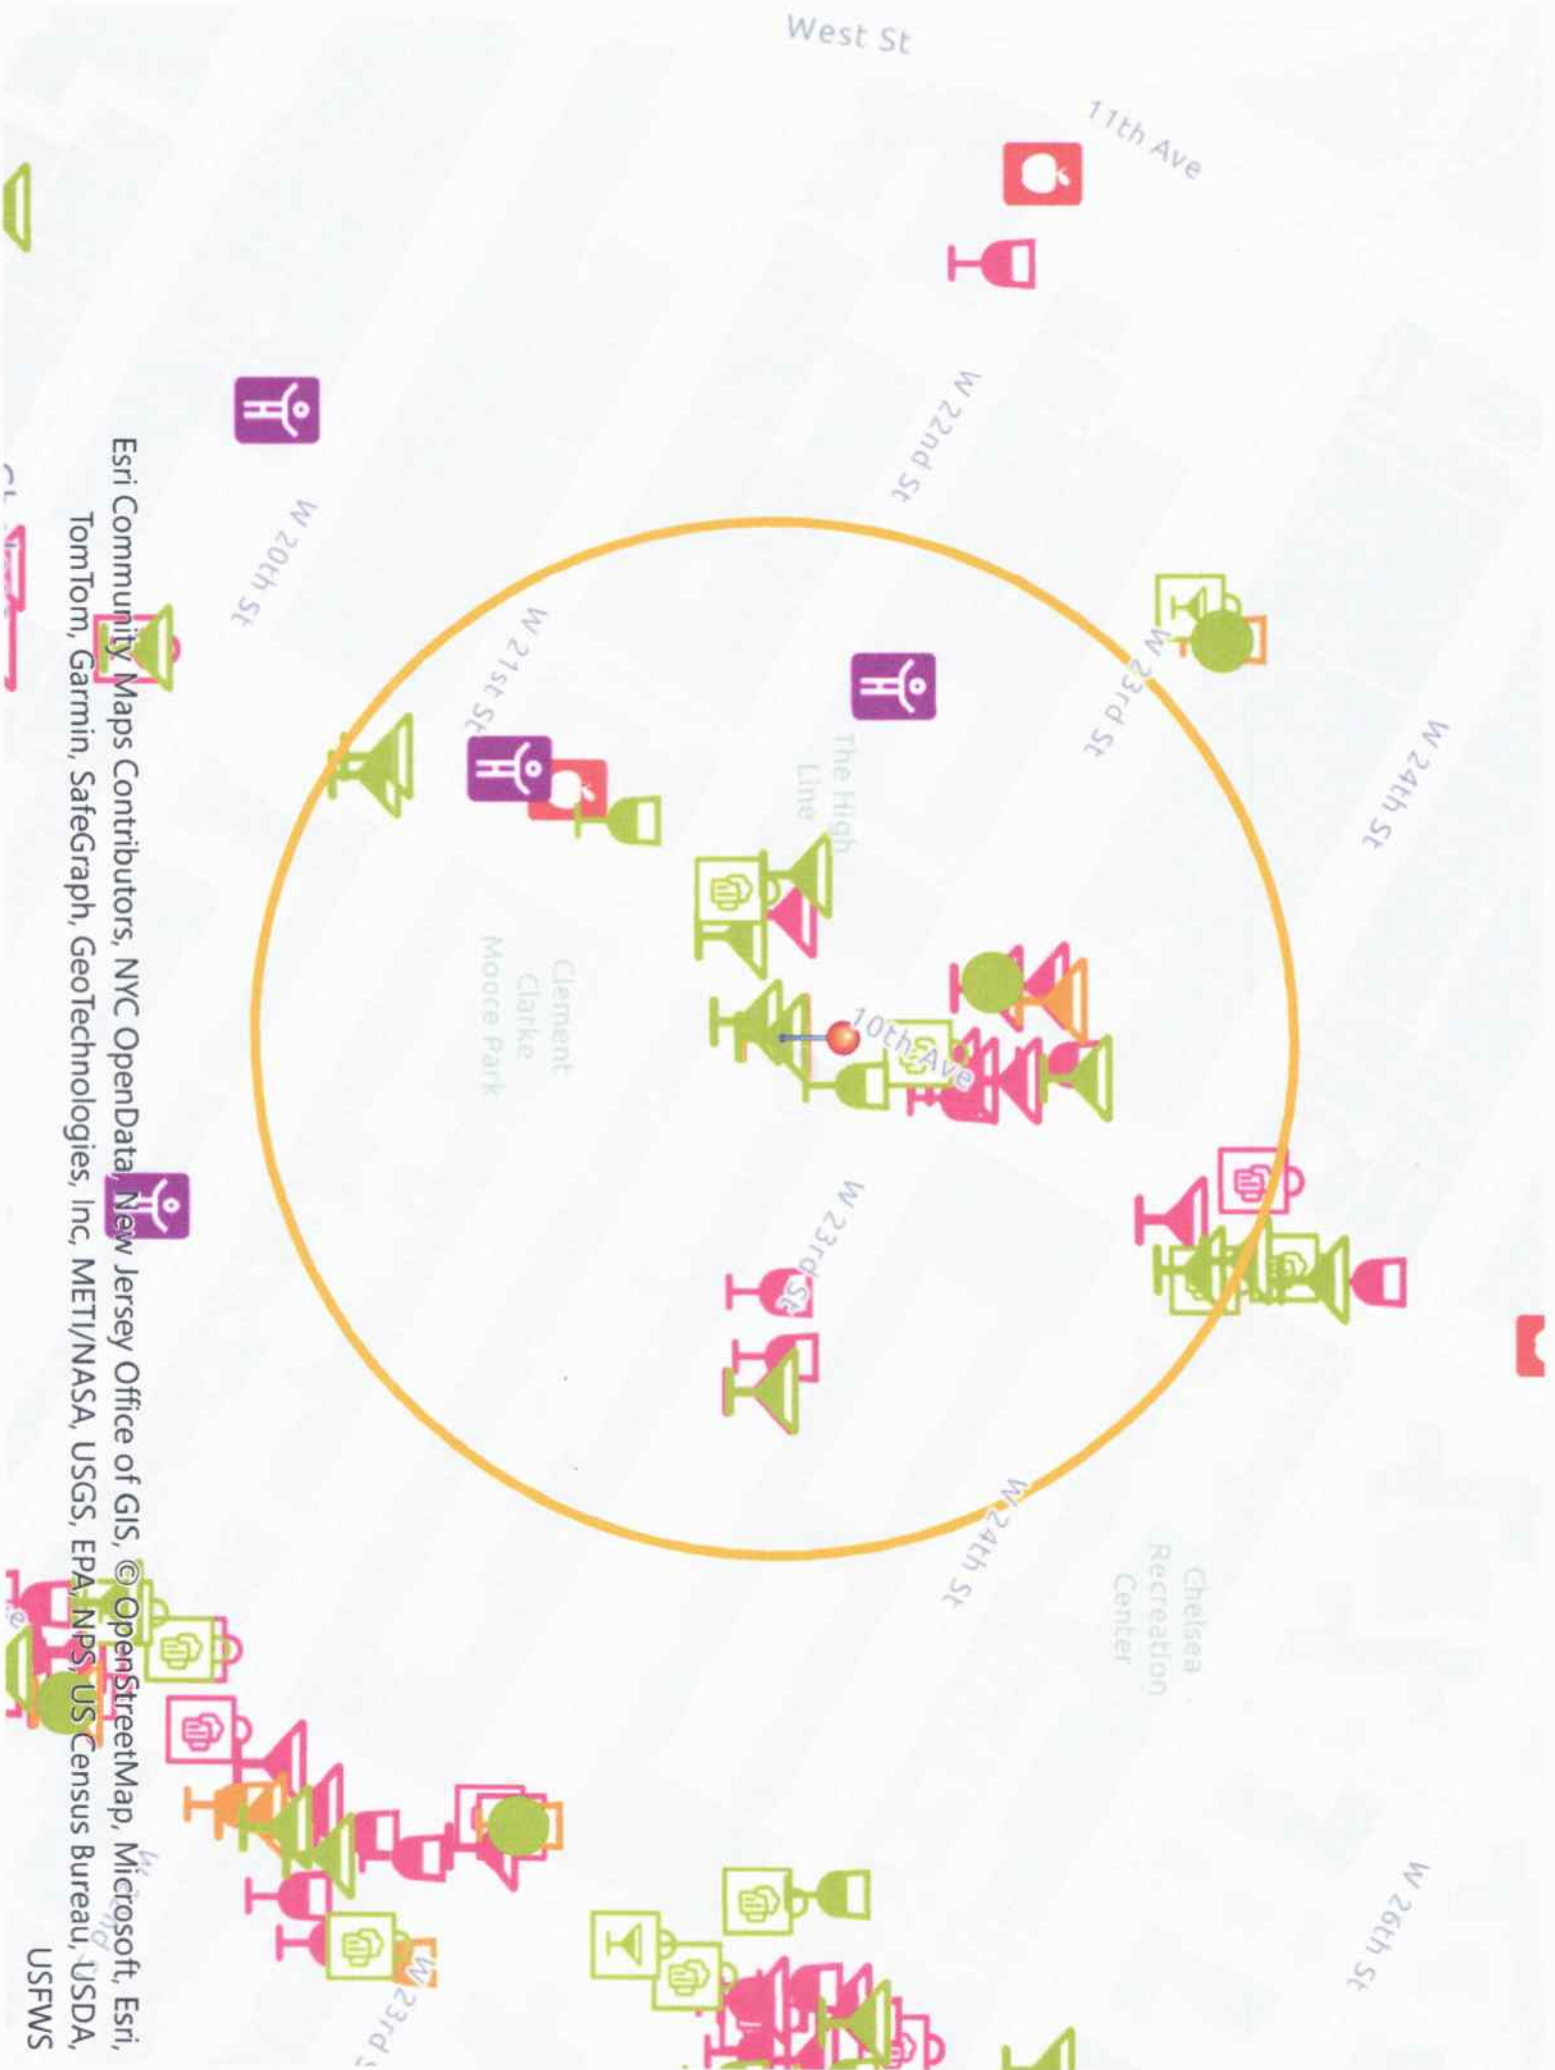 West St
11th Ave
W 22nd St
W 20th St
W 21st St
W 23rd St
W 24th St
The High
Line
10th Ave
Clement
Clarke
Moore Park
W 23rd St
W 24th St
Chelsea
Recreation
Center
W 26th St
W 23rd
Esri Community Maps Contributors, NYC OpenData, New Jersey Office of GIS, © OpenStreetMap, Microsoft, Esri,
TomTom, Garmin, SafeGraph, GeoTechnologies, Inc, METI/NASA, USGS, EPA, NPS, US Census Bureau, USDA,
USFWS